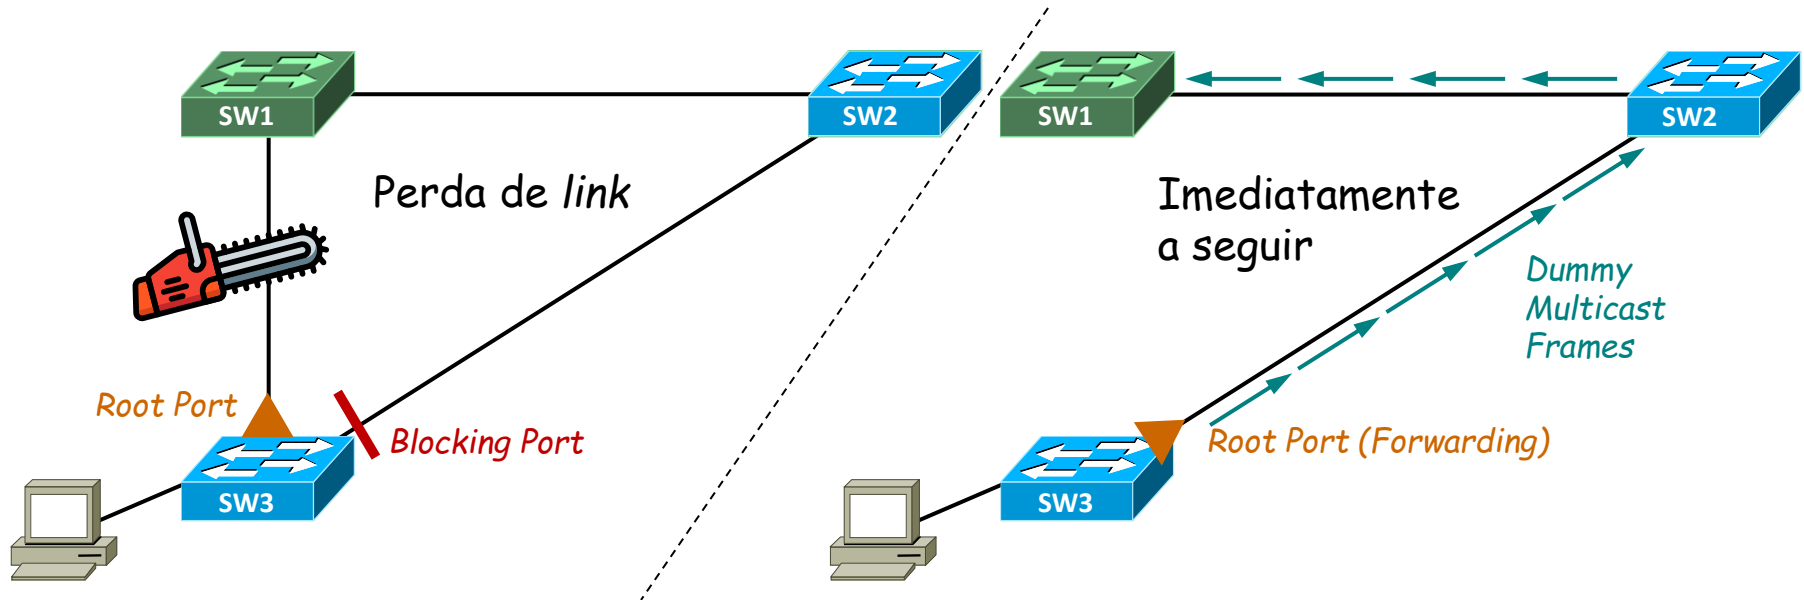 SW1
SW2
Perda de link
Root Port
Blocking Port
SW3
SW1
SW2
Imediatamente
a seguir
Dummy
Multicast
Frames
Root Port (Forwarding)
SW3